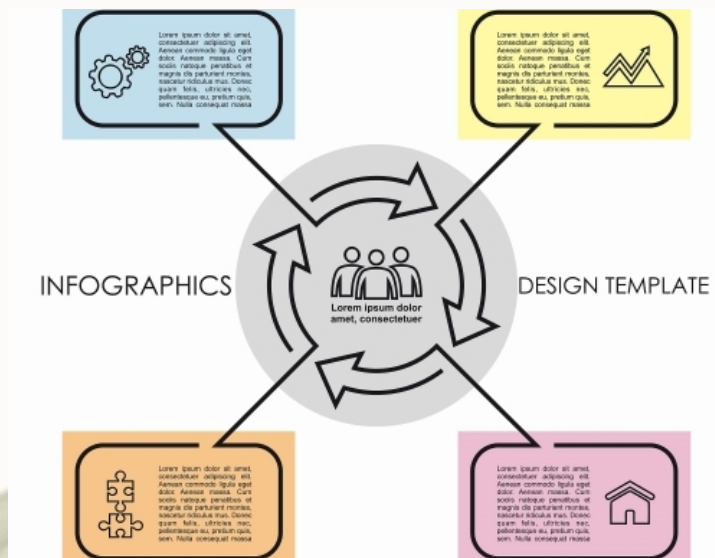 Lorem ipsum dolor sit amet,
consectetuer adipiscing elit.
Aenean commodo ligula eget
dolor. Aenean massa. Cum
sociis natoque penatibus et
magnis dis parturient montes,
nascetur ridiculus mus. Donec
quam felis, ultricies nec,
pellentesque eu, pretium quis,
sem. Nulla consequat massa
Lorem ipsum dolor sit amet,
consectetuer adipiscing elit.
Aenean commodo ligula eget
dolor. Aenean massa. Cum
sociis natoque penatibus et
magnis dis parturient montes,
nascetur ridiculus mus. Donec
quam felis, ultricies nec,
pellentesque eu, pretium quis,
sem. Nulla consequat massa
INFOGRAPHICS
Lorem ipsum dolor
amet, consectetuer
DESIGN TEMPLATE
Lorem ipsum dolor sit amet,
consectetuer adipiscing elit.
Aenean commodo ligula eget
dolor. Aenean massa. Cum
sociis natoque penatibus et
magnis dis parturient montes,
nascetur ridiculus mus. Donec
quam felis, ultricies nec,
pellentesque eu, pretium quis,
sem. Nulla consequat massa
Lorem ipsum dolor sit amet,
consectetuer adipiscing elit.
Aenean commodo ligula eget
dolor. Aenean massa. Cum
sociis natoque penatibus et
magnis dis parturient montes,
nascetur ridiculus mus. Donec
quam felis, ultricies nec,
pellentesque eu, pretium quis,
sem. Nulla consequat massa